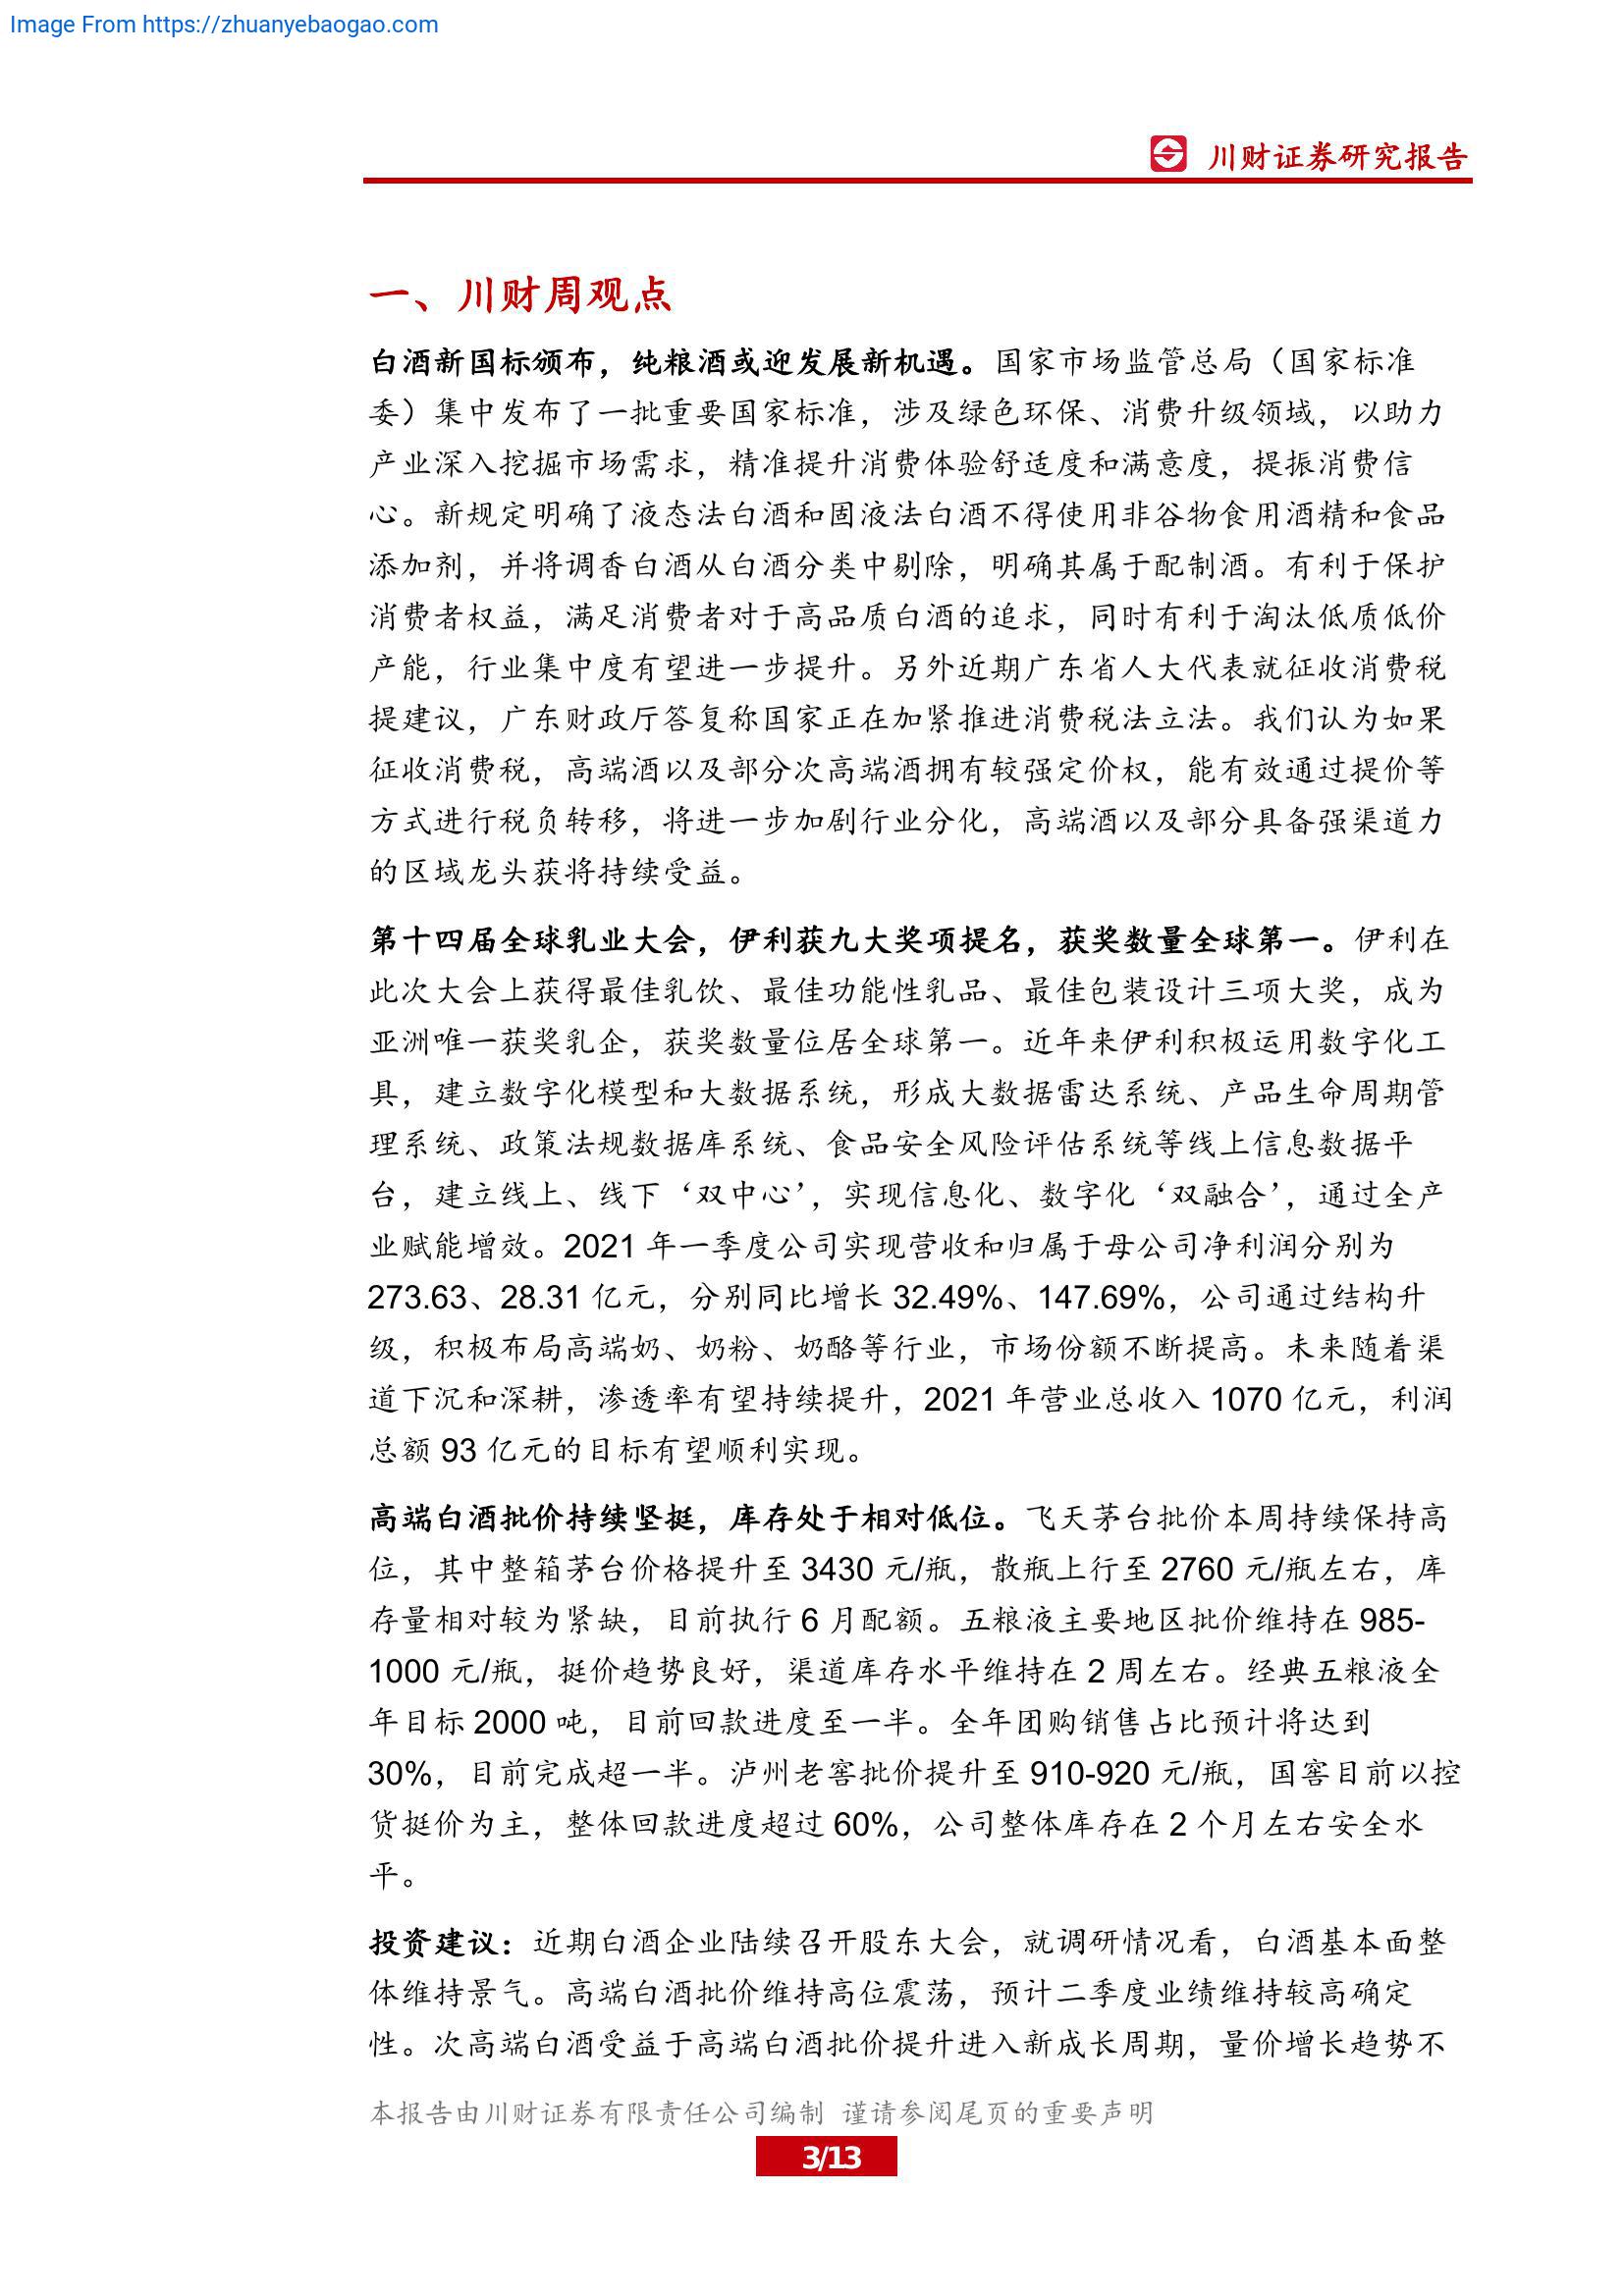 Image From https://zhuanyebaogao.com
川财证券研究报告
一、川财周观点
白酒新国标颁布，纯粮酒或迎发展新机遇。国家市场监管总局（国家标准
委）集中发布了一批重要国家标准，涉及绿色环保、消费升级领域，以助力
产业深入挖掘市场需求，精准提升消费体验舒适度和满意度，提振消费信
心。新规定明确了液态法白酒和固液法白酒不得使用非谷物食用酒精和食品
添加剂，并将调香白酒从白酒分类中剔除，明确其属于配制酒。有利于保护
消费者权益，满足消费者对于高品质白酒的追求，同时有利于淘汰低质低价
产能，行业集中度有望进一步提升。另外近期广东省人大代表就征收消费税
提建议，广东财政厅答复称国家正在加紧推进消费税法立法。我们认为如果
征收消费税，高端酒以及部分次高端酒拥有较强定价权，能有效通过提价等
方式进行税负转移，将进一步加剧行业分化，高端酒以及部分具备强渠道力
的区域龙头获将持续受益。
第十四届全球乳业大会，伊利获九大奖项提名，获奖数量全球第一。伊利在
此次大会上获得最佳乳饮、最佳功能性乳品、最佳包装设计三项大奖，成为
亚洲唯一获奖乳企，获奖数量位居全球第一。近年来伊利积极运用数字化工
具，建立数字化模型和大数据系统，形成大数据雷达系统、产品生命周期管
理系统、政策法规数据库系统、食品安全风险评估系统等线上信息数据平
台，建立线上、线下‘双中心’，实现信息化、数字化‘双融合’，通过全产
业赋能增效。2021 年一季度公司实现营收和归属于母公司净利润分别为
273.63、28.31 亿元，分别同比增长 32.49%、147.69%，公司通过结构升
级，积极布局高端奶、奶粉、奶酪等行业，市场份额不断提高。未来随着渠
道下沉和深耕，渗透率有望持续提升，2021 年营业总收入 1070 亿元，利润
总额 93 亿元的目标有望顺利实现。
高端白酒批价持续坚挺，库存处于相对低位。飞天茅台批价本周持续保持高
位，其中整箱茅台价格提升至 3430 元/瓶，散瓶上行至 2760 元/瓶左右，库
存量相对较为紧缺，目前执行 6 月配额。五粮液主要地区批价维持在 985-
1000 元/瓶，挺价趋势良好，渠道库存水平维持在 2 周左右。经典五粮液全
年目标 2000 吨，目前回款进度至一半。全年团购销售占比预计将达到
30%，目前完成超一半。泸州老窖批价提升至 910-920 元/瓶，国窖目前以控
货挺价为主，整体回款进度超过 60%，公司整体库存在 2 个月左右安全水
平。
投资建议：近期白酒企业陆续召开股东大会，就调研情况看，白酒基本面整
体维持景气。高端白酒批价维持高位震荡，预计二季度业绩维持较高确定
性。次高端白酒受益于高端白酒批价提升进入新成长周期，量价增长趋势不
本报告由川财证券有限责任公司编制 谨请参阅尾页的重要声明
3/13